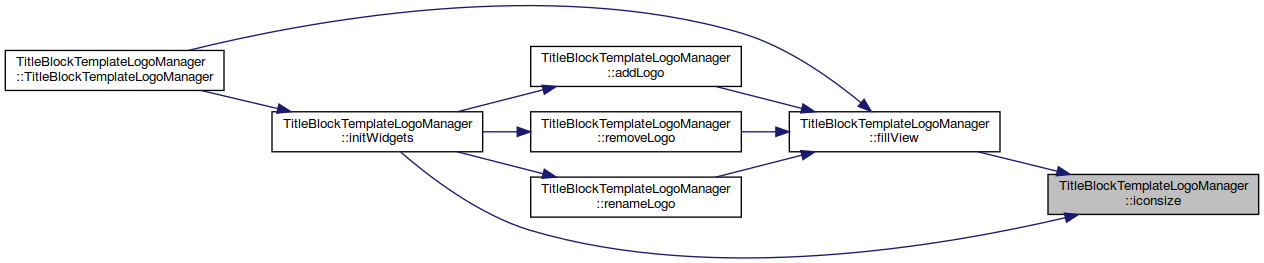 TitleBlockTemplateLogoManager
::TitleBlockTemplateLogoManager
TitleBlockTemplateLogoManager
::initWidgets
TitleBlockTemplateLogoManager
::addLogo
TitleBlockTemplateLogoManager
::removeLogo
TitleBlockTemplateLogoManager
::renameLogo
TitleBlockTemplateLogoManager
::fillView
TitleBlockTemplateLogoManager
::iconsize